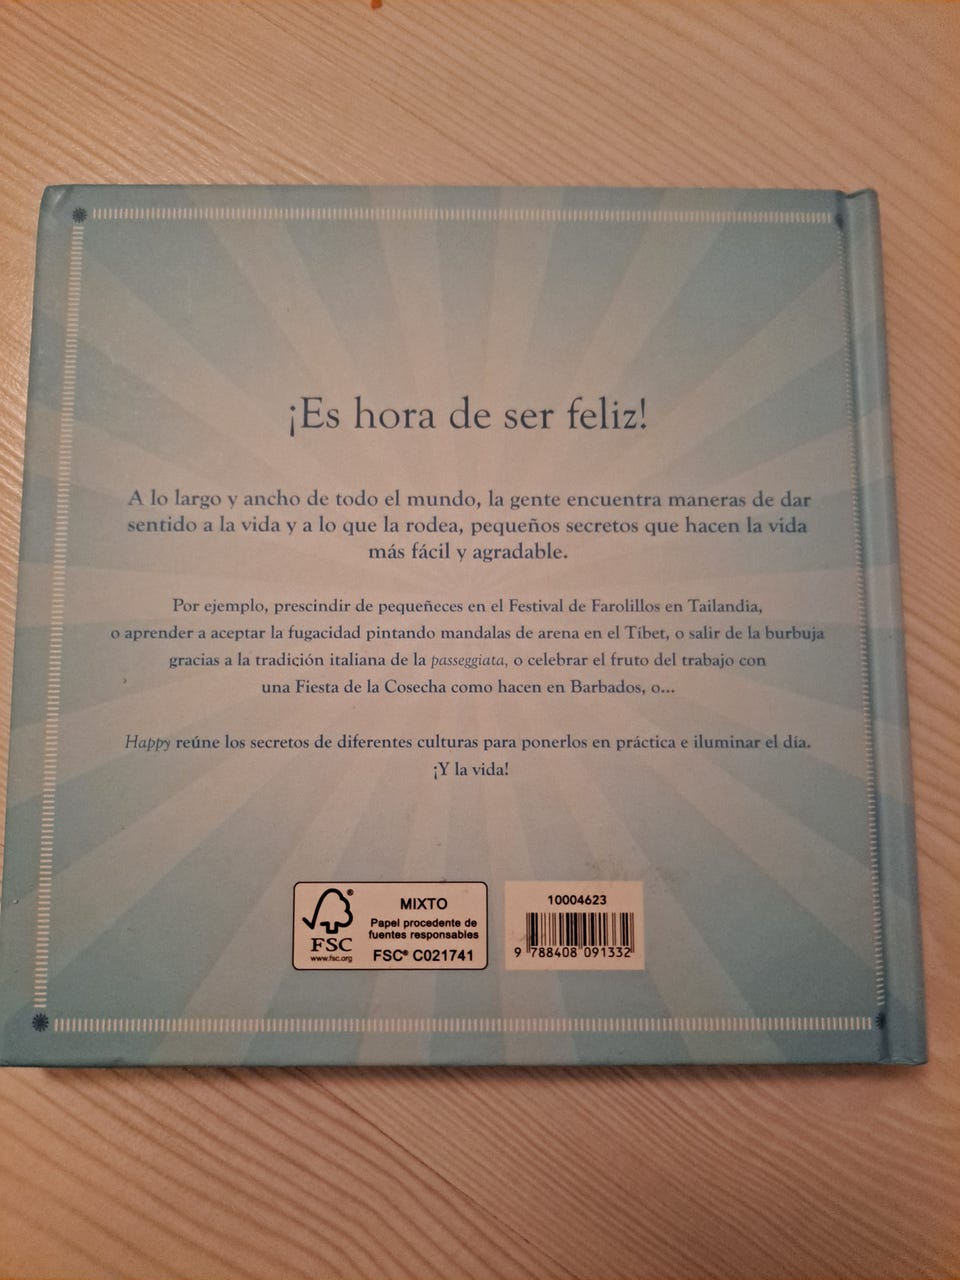 ¡Es hora de ser feliz!
A lo largo y ancho de todo el mundo, la gente encuentra maneras de dar
sentido a la vida y a lo que la rodea, pequeños secretos que hacen la vida
más fácil y agradable.
Por ejemplo, prescindir de pequeñeces en el Festival de Farolillos en Tailandia,
o aprender a aceptar la fugacidad pintando mandalas de arena en el Tíbet, o salir de la burbuja
gracias a la tradición italiana de la passeggiata, o celebrar el fruto del trabajo con
una Fiesta de la Cosecha como hacen en Barbados, o...
Happy reúne los secretos de diferentes culturas para ponerlos en práctica e iluminar el día.
¡Y la vida!
®
FSC
www.fsc.org
MIXTO
Papel procedente de
fuentes responsables
FSC® C021741
10004623
9 788408 091332